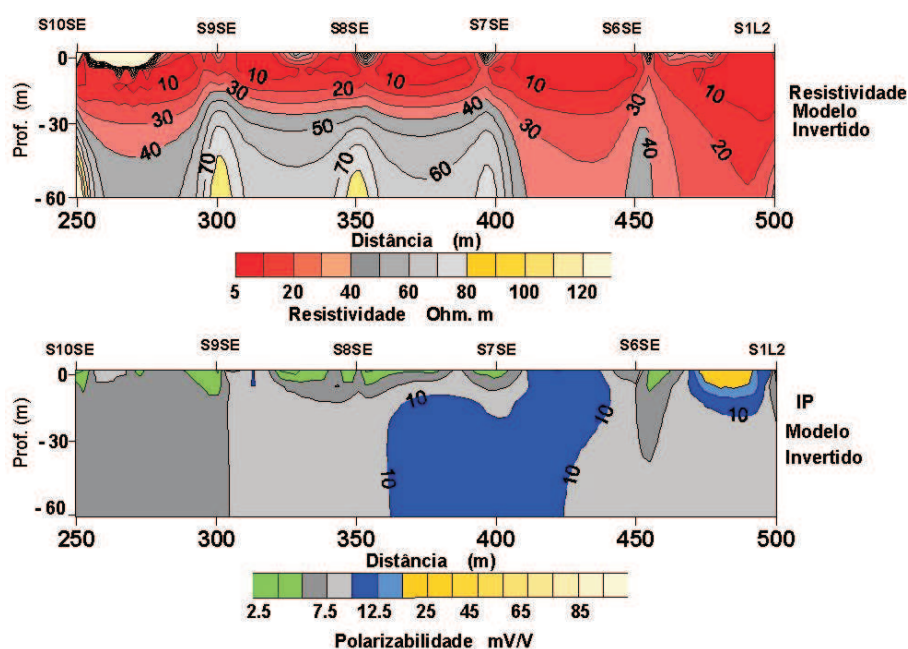 S10SE S9SE S8SE S7SE S6SE S1L2
0
-30
-60
Prof. (m)
10 10 10 10 10
20 30
30 40 30 20
30 50 30
40 40
70 70 60
Resistividade
Modelo
Invertido
250 300 350 400 450 500
Distância (m)
5 20 40 60 80 100 120
Resistividade Ohm. m
S10SE S9SE S8SE S7SE S6SE S1L2
0
-30
-60
Prof. (m)
10 10 10
10 10
IP
Modelo
Invertido
250 300 350 400 450 500
Distância (m)
2.5 7.5 12.5 25 45 65 85
Polarizabilidade mV/V